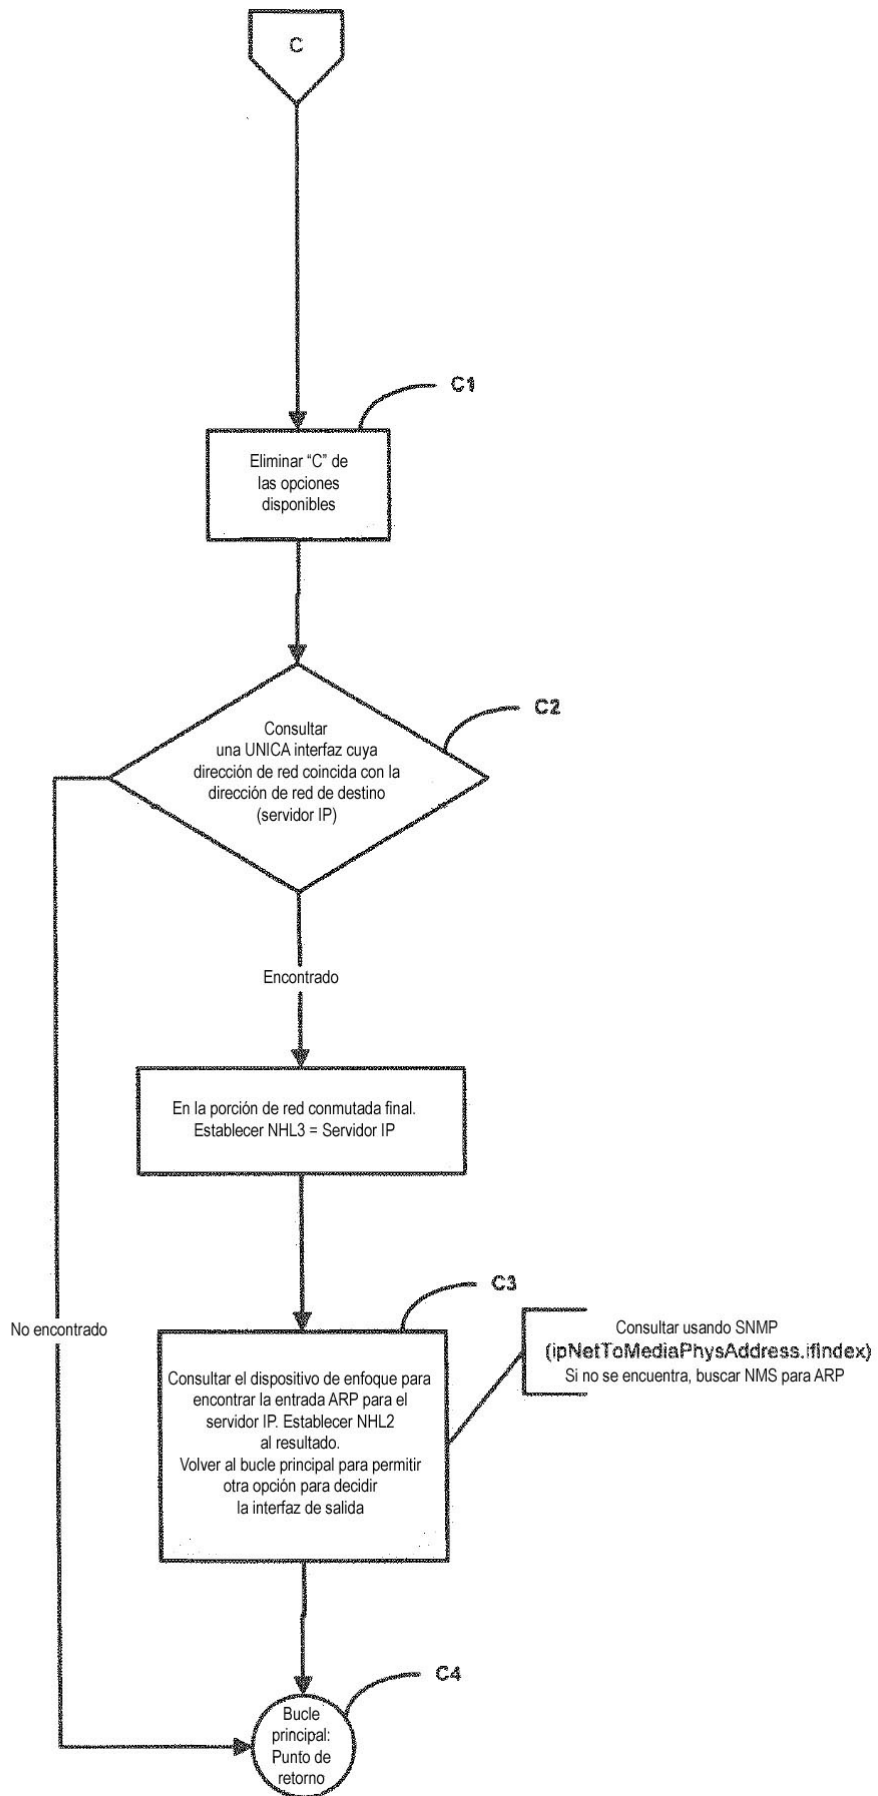 C
C1
Eliminar “C” de
las opciones
disponibles
C2
Consultar
una UNICA interfaz cuya
dirección de red coincida con la
dirección de red de destino
(servidor IP)
Encontrado
En la porción de red conmutada final.
Establecer NHL3 = Servidor IP
C3
No encontrado
Consultar usando SNMP
(ipNetToMediaPhysAddress.ifIndex)
Si no se encuentra, buscar NMS para ARP
Consultar el dispositivo de enfoque para
encontrar la entrada ARP para el
servidor IP. Establecer NHL2
al resultado.
Volver al bucle principal para permitir
otra opción para decidir
la interfaz de salida
C4
Bucle
principal:
Punto de
retorno